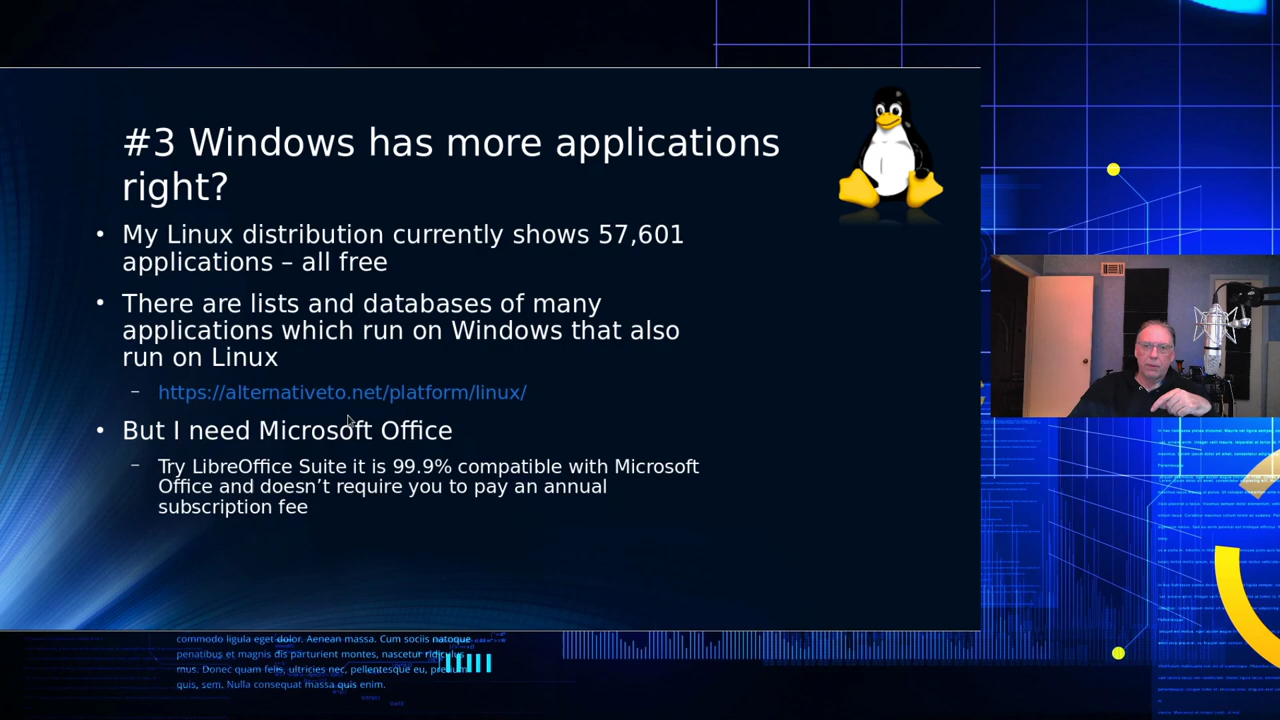 #3 Windows has more applications
right?
• My Linux distribution currently shows 57,601
applications – all free
• There are lists and databases of many
applications which run on Windows that also
run on Linux
– https://alternativeto.net/platform/linux/
• But I need Microsoft Office
– Try LibreOffice Suite it is 99.9% compatible with Microsoft
Office and doesn’t require you to pay an annual
subscription fee
commodo ligula eget dolor. Aenean massa. Cum sociis natoque
penatibus et magnis dis parturient montes, nascetur ridiculus
mus. Donec quam felis, ultricies nec, pellentesque eu, pretium
quis, sem. Nulla consequat massa quis enim.